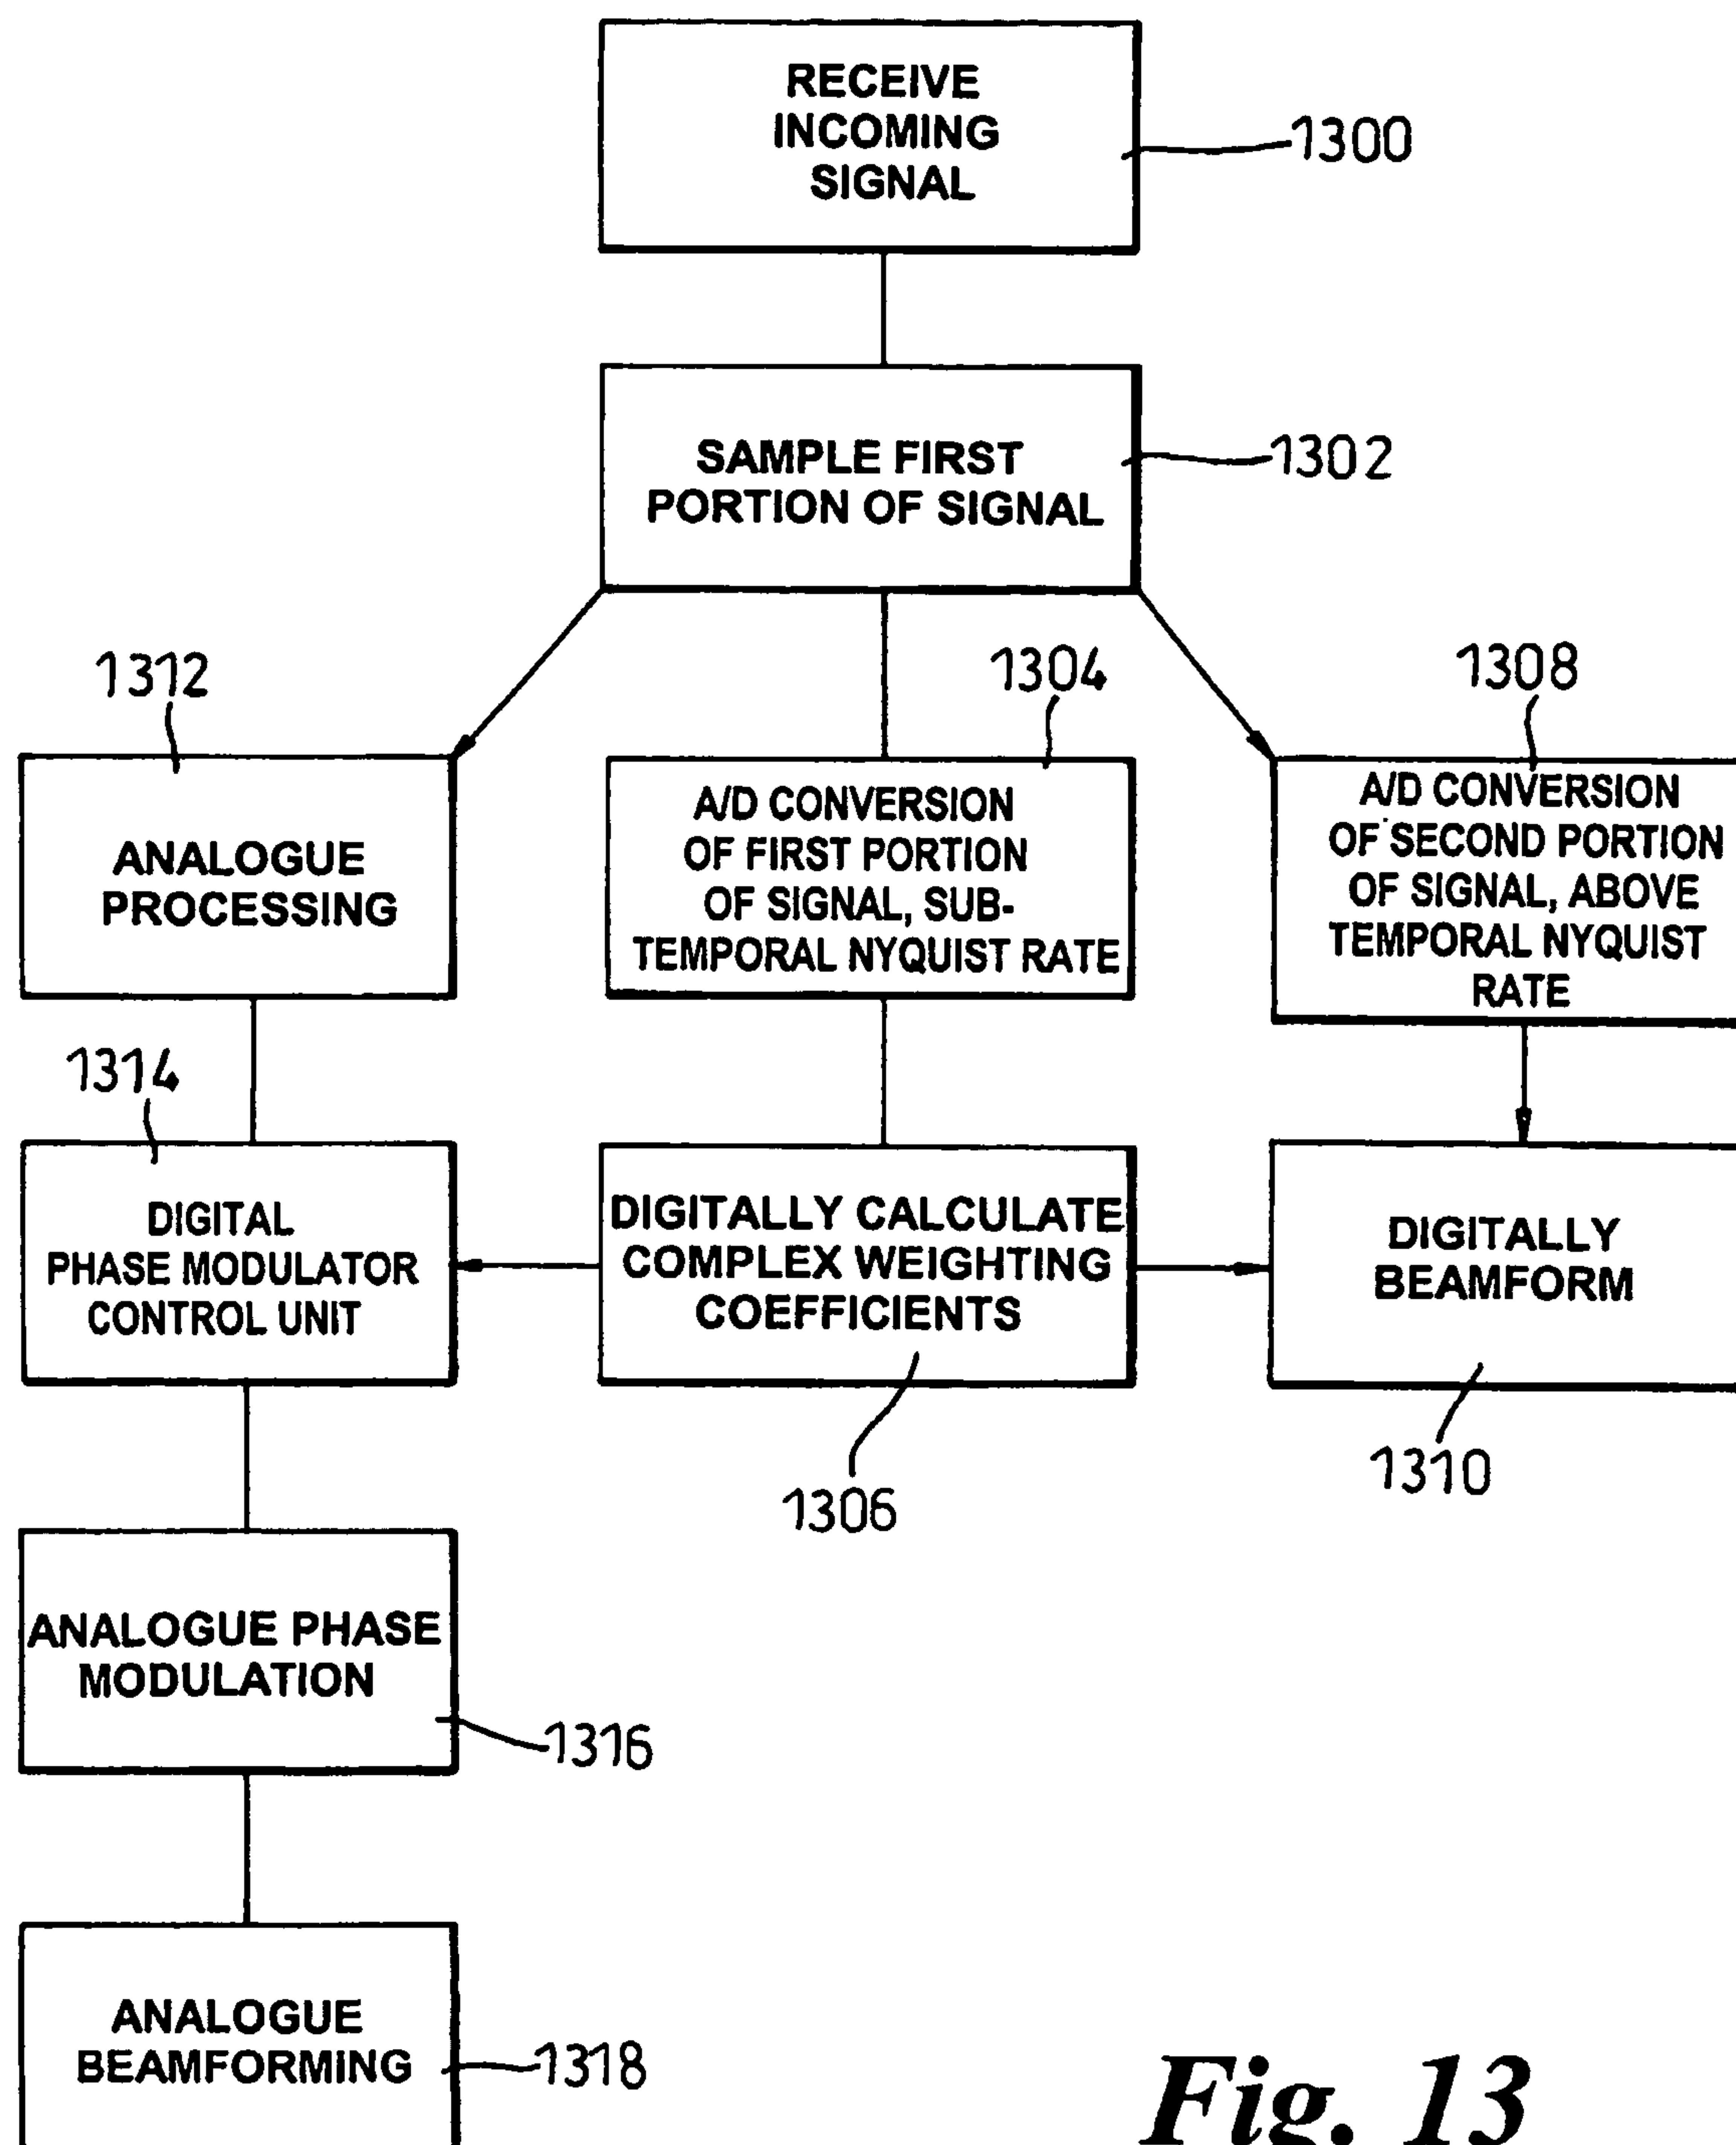 RECEIVE
INCOMING
SIGNAL
1300
SAMPLE FIRST
PORTION OF SIGNAL
1302
1312
ANALOGUE
PROCESSING
1304
A/D CONVERSION
OF FIRST PORTION
OF SIGNAL, SUB-
TEMPORAL NYQUIST RATE
1308
A/D CONVERSION
OF SECOND PORTION
OF SIGNAL, ABOVE
TEMPORAL NYQUIST
RATE
1314
DIGITAL
PHASE MODULATOR
CONTROL UNIT
DIGITALLY CALCULATE
COMPLEX WEIGHTING
COEFFICIENTS
1306
DIGITALLY
BEAMFORM
1310
ANALOGUE PHASE
MODULATION
1316
ANALOGUE
BEAMFORMING
1318
Fig. 13